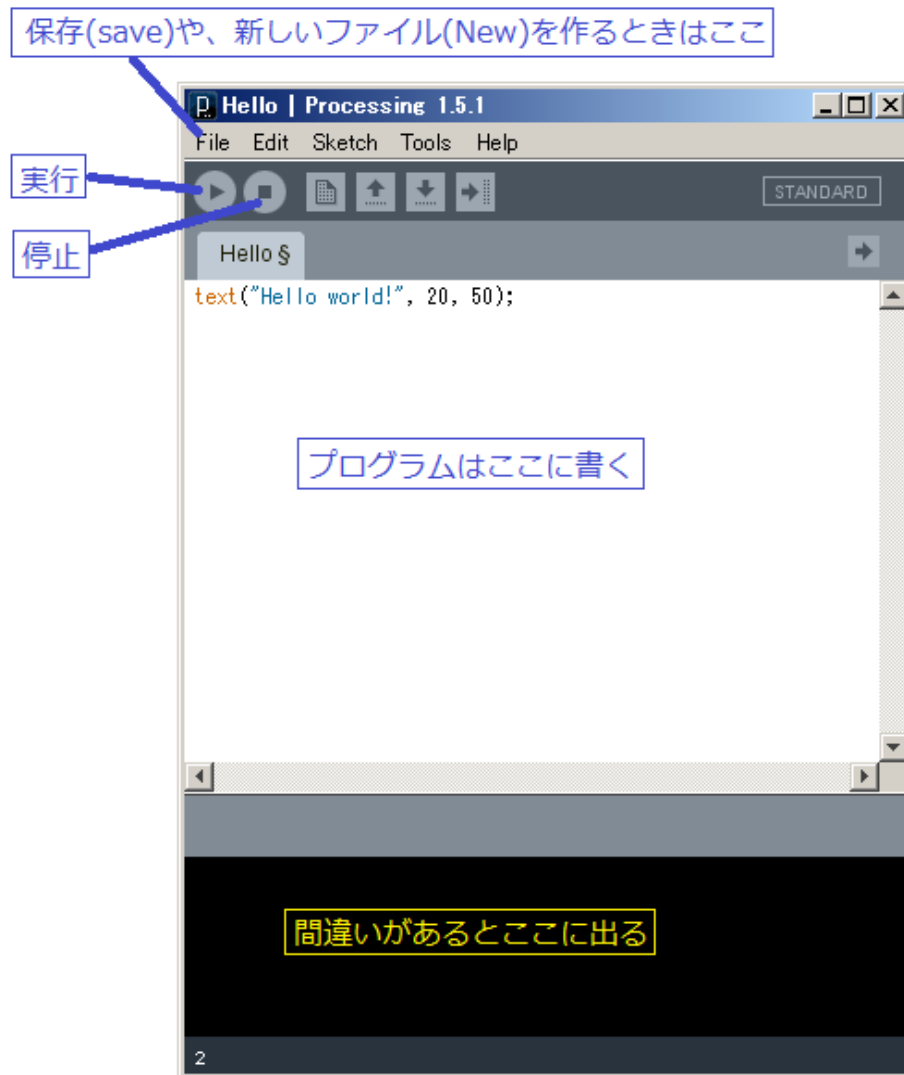 保存(save)や、新しいファイル(New)を作るときはここ
Hello | Processing 1.5.1
File Edit Sketch Tools Help
実行
STANDARD
停止
Hello §
text("Hello world!", 20, 50);
プログラムはここに書く
間違いがあるとここに出る
2